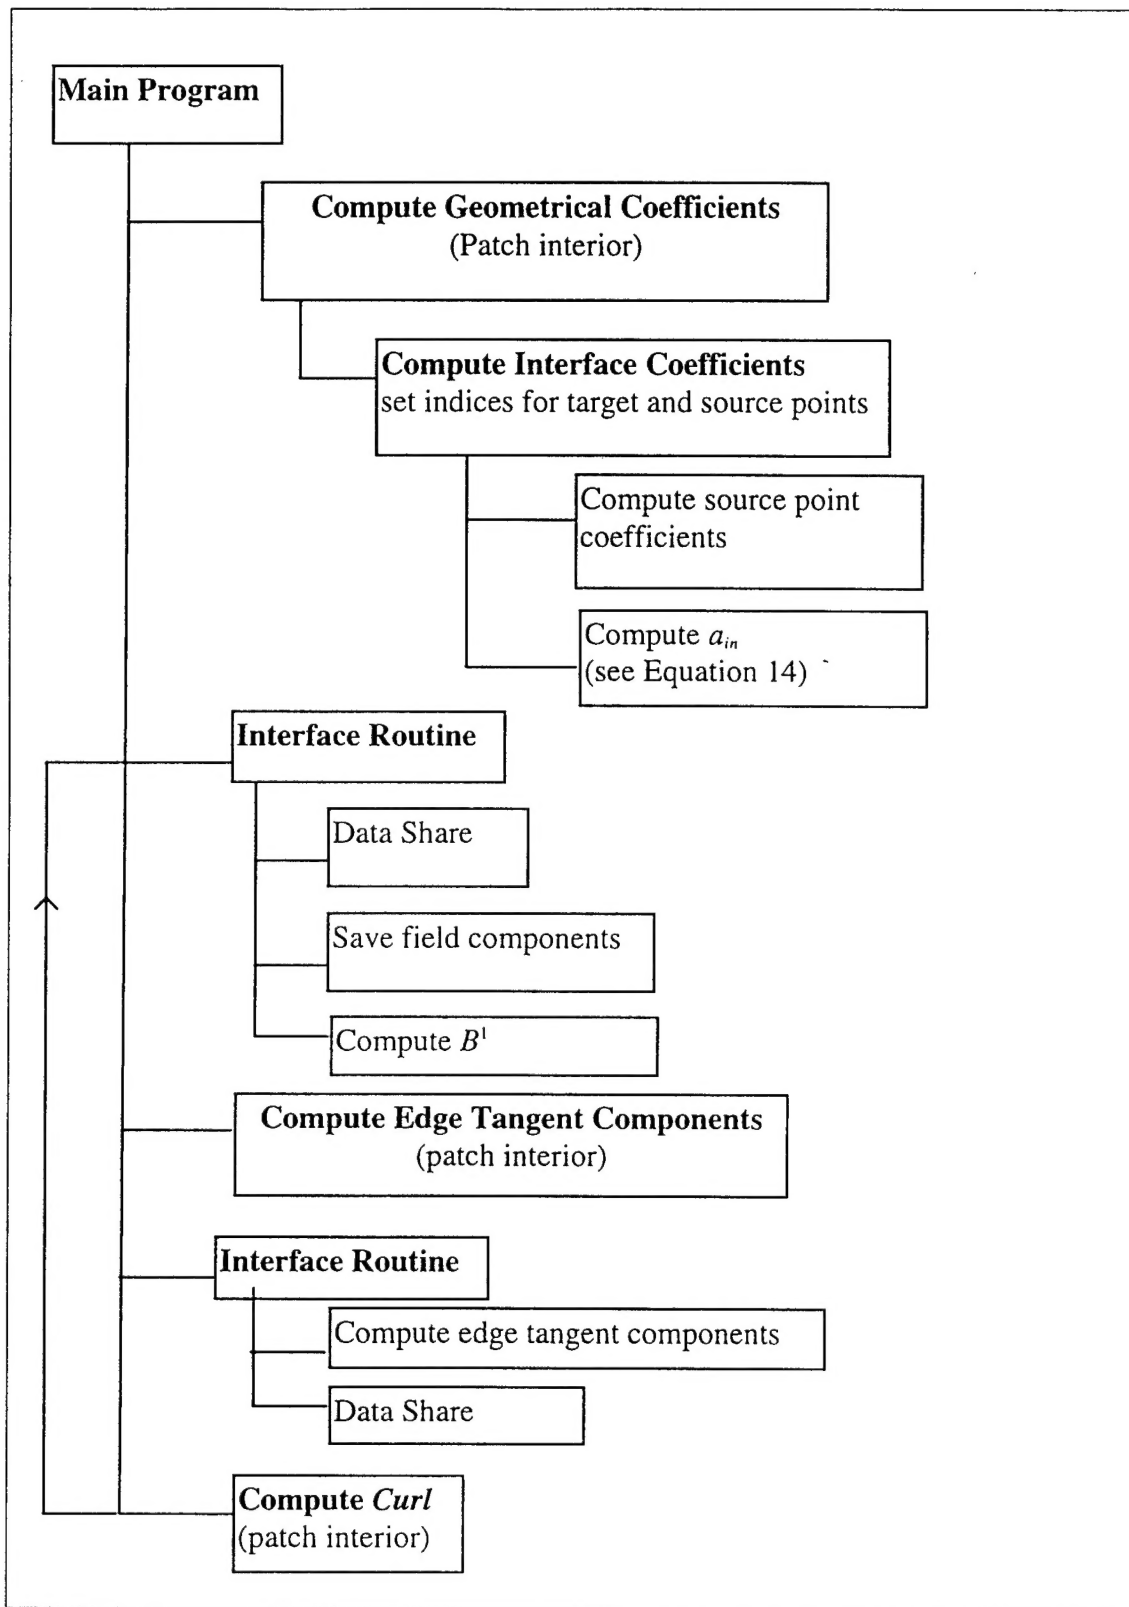 Main Program
Compute Geometrical Coefficients
(Patch interior)
Compute Interface Coefficients
set indices for target and source points
Compute source point
coefficients
Compute a_in
(see Equation 14)
Interface Routine
Data Share
Save field components
Compute B¹
Compute Edge Tangent Components
(patch interior)
Interface Routine
Compute edge tangent components
Data Share
Compute Curl
(patch interior)